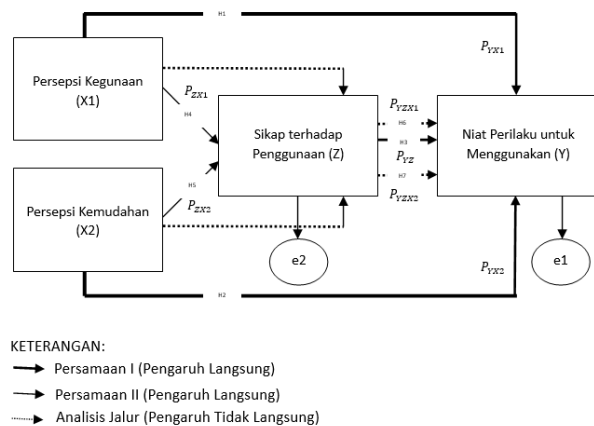 H1
P_YX1
Persepsi Kegunaan
(X1)
P_ZX1
H4
Sikap terhadap
Penggunaan (Z)
P_YZX1
H6
H3
P_YZ
H7
P_YZX2
Niat Perilaku untuk
Menggunakan (Y)
Persepsi Kemudahan
(X2)
H5
P_ZX2
e2
e1
P_YX2
H2
KETERANGAN:
Persamaan I (Pengaruh Langsung)
Persamaan II (Pengaruh Langsung)
Analisis Jalur (Pengaruh Tidak Langsung)